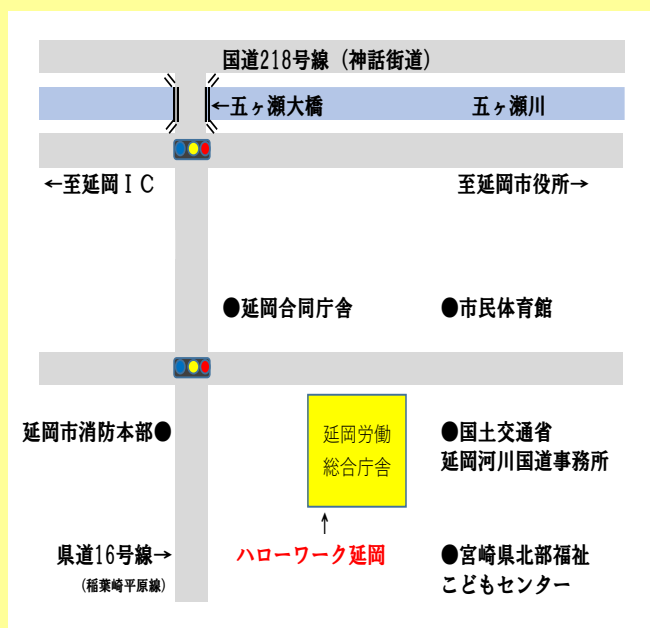 国道218号線（神話街道）
←五ヶ瀬大橋
五ヶ瀬川
←至延岡ＩＣ
至延岡市役所→
●延岡合同庁舎
●市民体育館
延岡市消防本部●
延岡労働
総合庁舎
●国土交通省
延岡河川国道事務所
↑
県道16号線→
（稲葉崎平原線）
ハローワーク延岡
●宮崎県北部福祉
こどもセンター